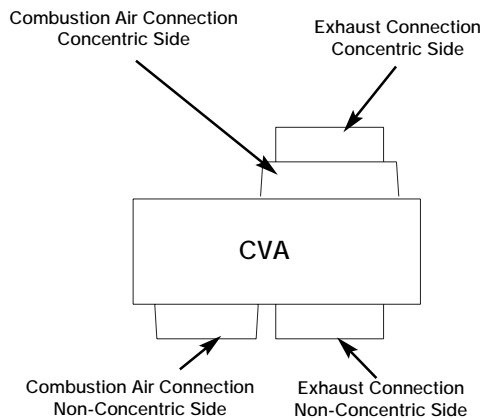 Combustion Air Connection
Concentric Side
Exhaust Connection
Concentric Side
CVA
Combustion Air Connection
Non-Concentric Side
Exhaust Connection
Non-Concentric Side